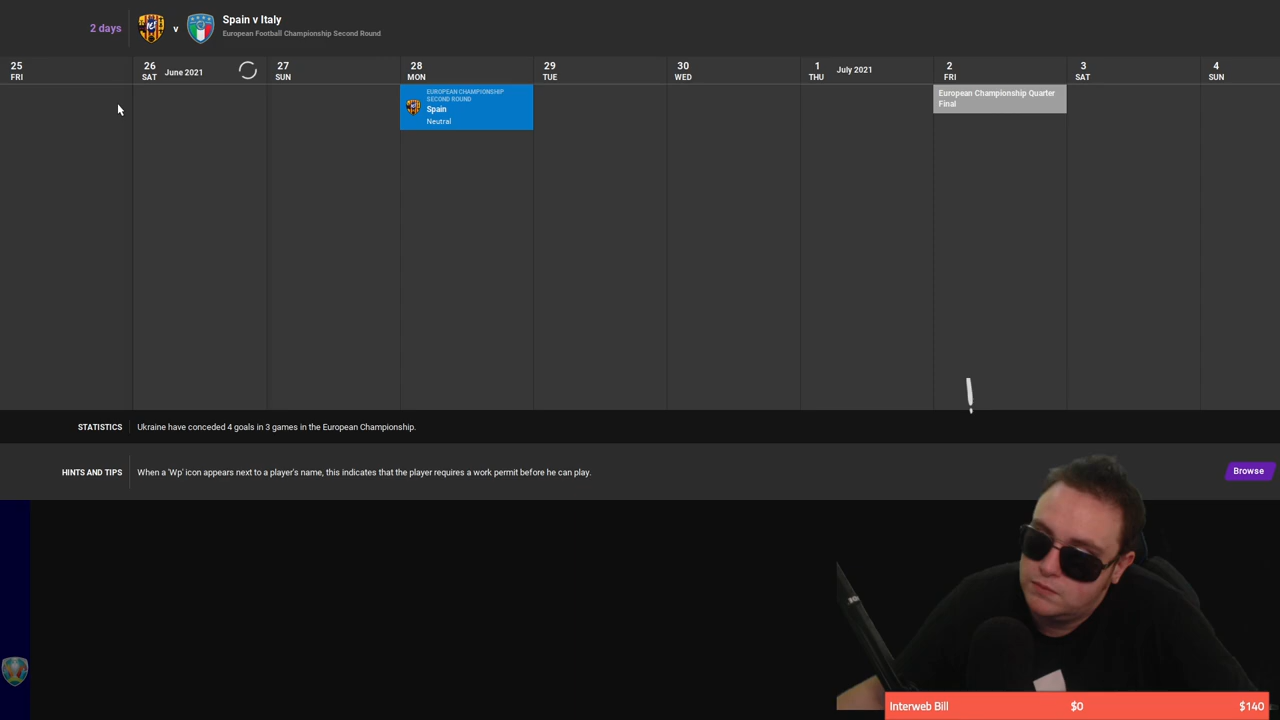 2 days
v
Spain v Italy
European Football Championship Second Round
25
FRI
26
SAT
June 2021
27
SUN
28
MON
29
TUE
30
WED
1
THU
July 2021
2
FRI
3
SAT
4
SUN
EUROPEAN CHAMPIONSHIP
SECOND ROUND
Spain
Neutral
European Championship Quarter
Final
!
STATISTICS
Ukraine have conceded 4 goals in 3 games in the European Championship.
HINTS AND TIPS
When a 'Wp' icon appears next to a player's name, this indicates that the player requires a work permit before he can play.
Browse
Interweb Bill
$0
$140